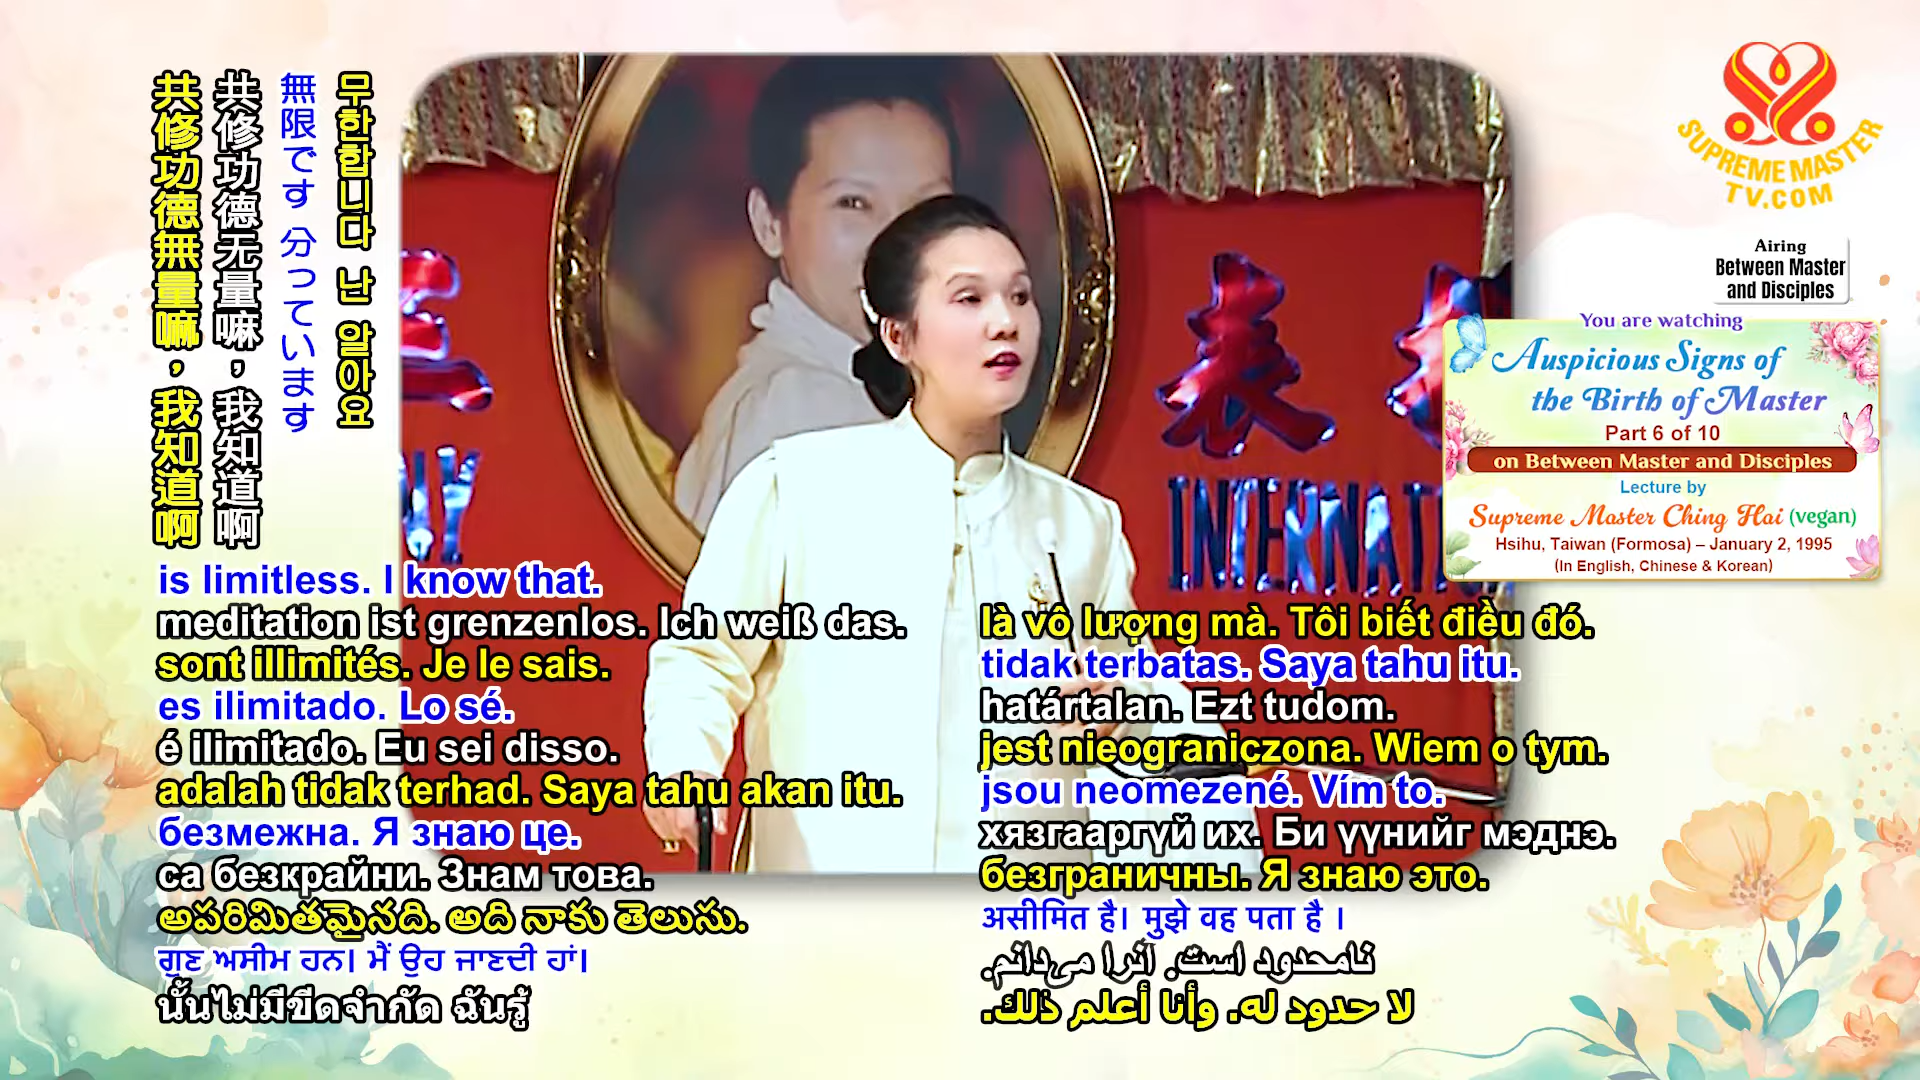 共修功德無量嘛，我知道啊
共修功德无量嘛，我知道啊
無限です 分っています
무한합니다 난 알아요
is limitless. I know that.
meditation ist grenzenlos. Ich weiß das.
sont illimités. Je le sais.
es ilimitado. Lo sé.
é ilimitado. Eu sei disso.
adalah tidak terhad. Saya tahu akan itu.
безмежна. Я знаю це.
са безкрайни. Знам това.
అపరిమితమైనది. అది నాకు తెలుసు.
ਗੁਣ ਅਸੀਮ ਹਨ। ਮੈਂ ਉਹ ਜਾਣਦੀ ਹਾਂ।
นั้นไม่มีขีดจำกัด ฉันรู้
là vô lượng mà. Tôi biết điều đó.
tidak terbatas. Saya tahu itu.
határtalan. Ezt tudom.
jest nieograniczona. Wiem o tym.
jsou neomezené. Vím to.
хязгааргүй их. Би үүнийг мэднэ.
безграничны. Я знаю это.
असीमित है। मुझे वह पता है ।
نامحدود است. آنرا می‌دانم.
لا حدود له. وأنا أعلم ذلك.
表
INTERNAT
SUPREME MASTER
TV.COM
Airing
Between Master
and Disciples
You are watching
Auspicious Signs of
the Birth of Master
Part 6 of 10
on Between Master and Disciples
Lecture by
Supreme Master Ching Hai (vegan)
Hsihu, Taiwan (Formosa) – January 2, 1995
(In English, Chinese & Korean)